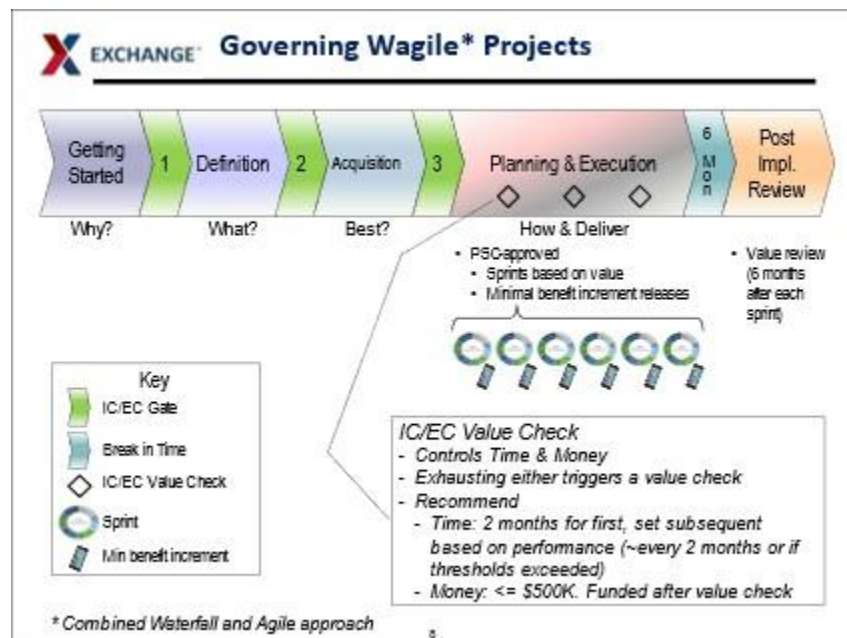 X EXCHANGE
Governing Wagile* Projects
Getting
Started
1
Definition
2
Acquisition
3
Planning & Execution
6
Mon
Post
Impl.
Review
Why?
What?
Best?
How & Deliver
• PSC-approved
• Sprints based on value
• Minimal benefit increment releases
• Value review
(6 months
after each
sprint)
Key
IC/EC Gate
Break in Time
IC/EC Value Check
Sprint
Min benefit increment
IC/EC Value Check
- Controls Time & Money
- Exhausting either triggers a value check
- Recommend
- Time: 2 months for first, set subsequent
based on performance (~every 2 months or if
thresholds exceeded)
- Money: <= $500K. Funded after value check
* Combined Waterfall and Agile approach